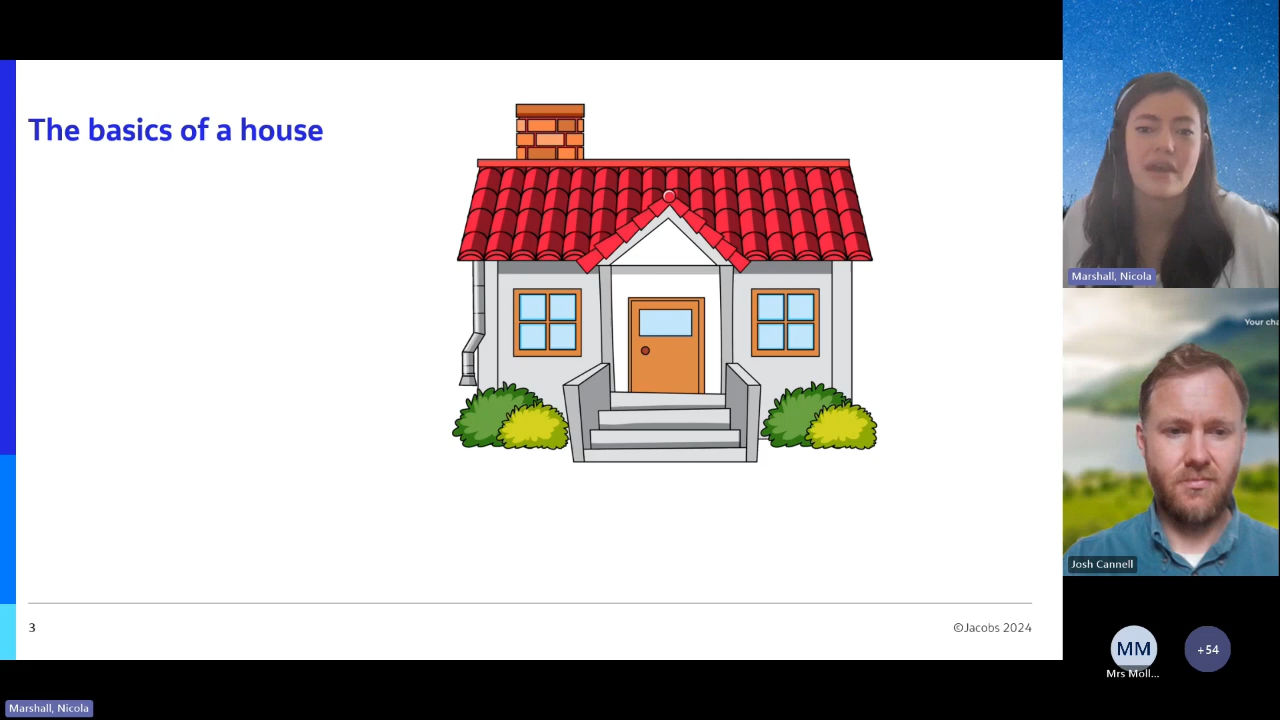 The basics of a house
3
©Jacobs 2024
Marshall, Nicola
Your cha
Josh Cannell
MM
Mrs Moll...
+54
Marshall, Nicola